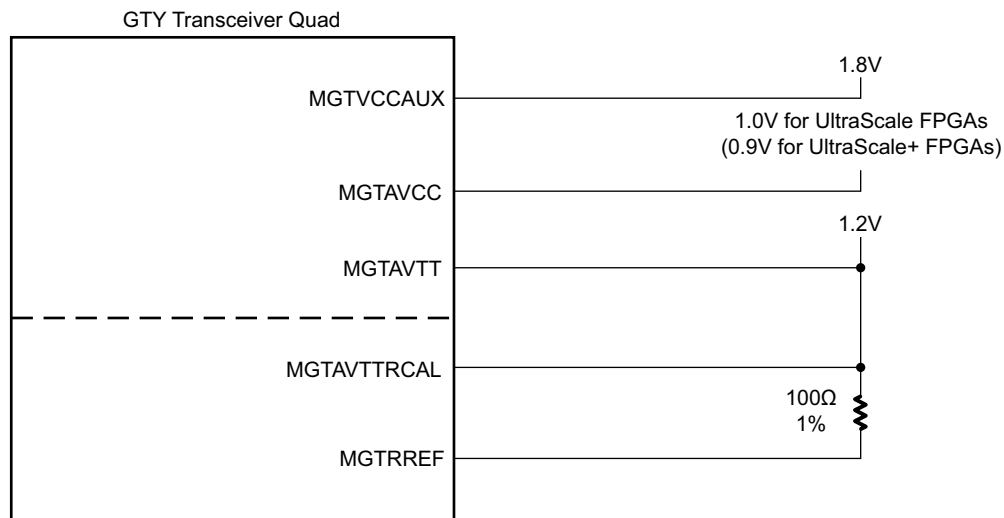 GTY Transceiver Quad
1.8V
MGTVCCAUX
1.0V for UltraScale FPGAs
(0.9V for UltraScale+ FPGAs)
MGTAVCC
1.2V
MGTAVTT
MGTAVTTRCAL
100Ω
1%
MGTRREF